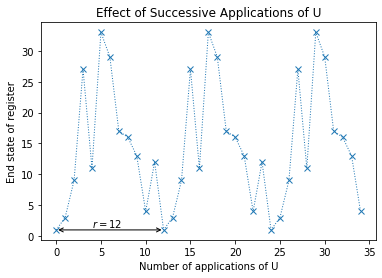 Effect of Successive Applications of U
End state of register
30
25
20
15
10
5
0
r = 12
0 5 10 15 20 25 30 35
Number of applications of U